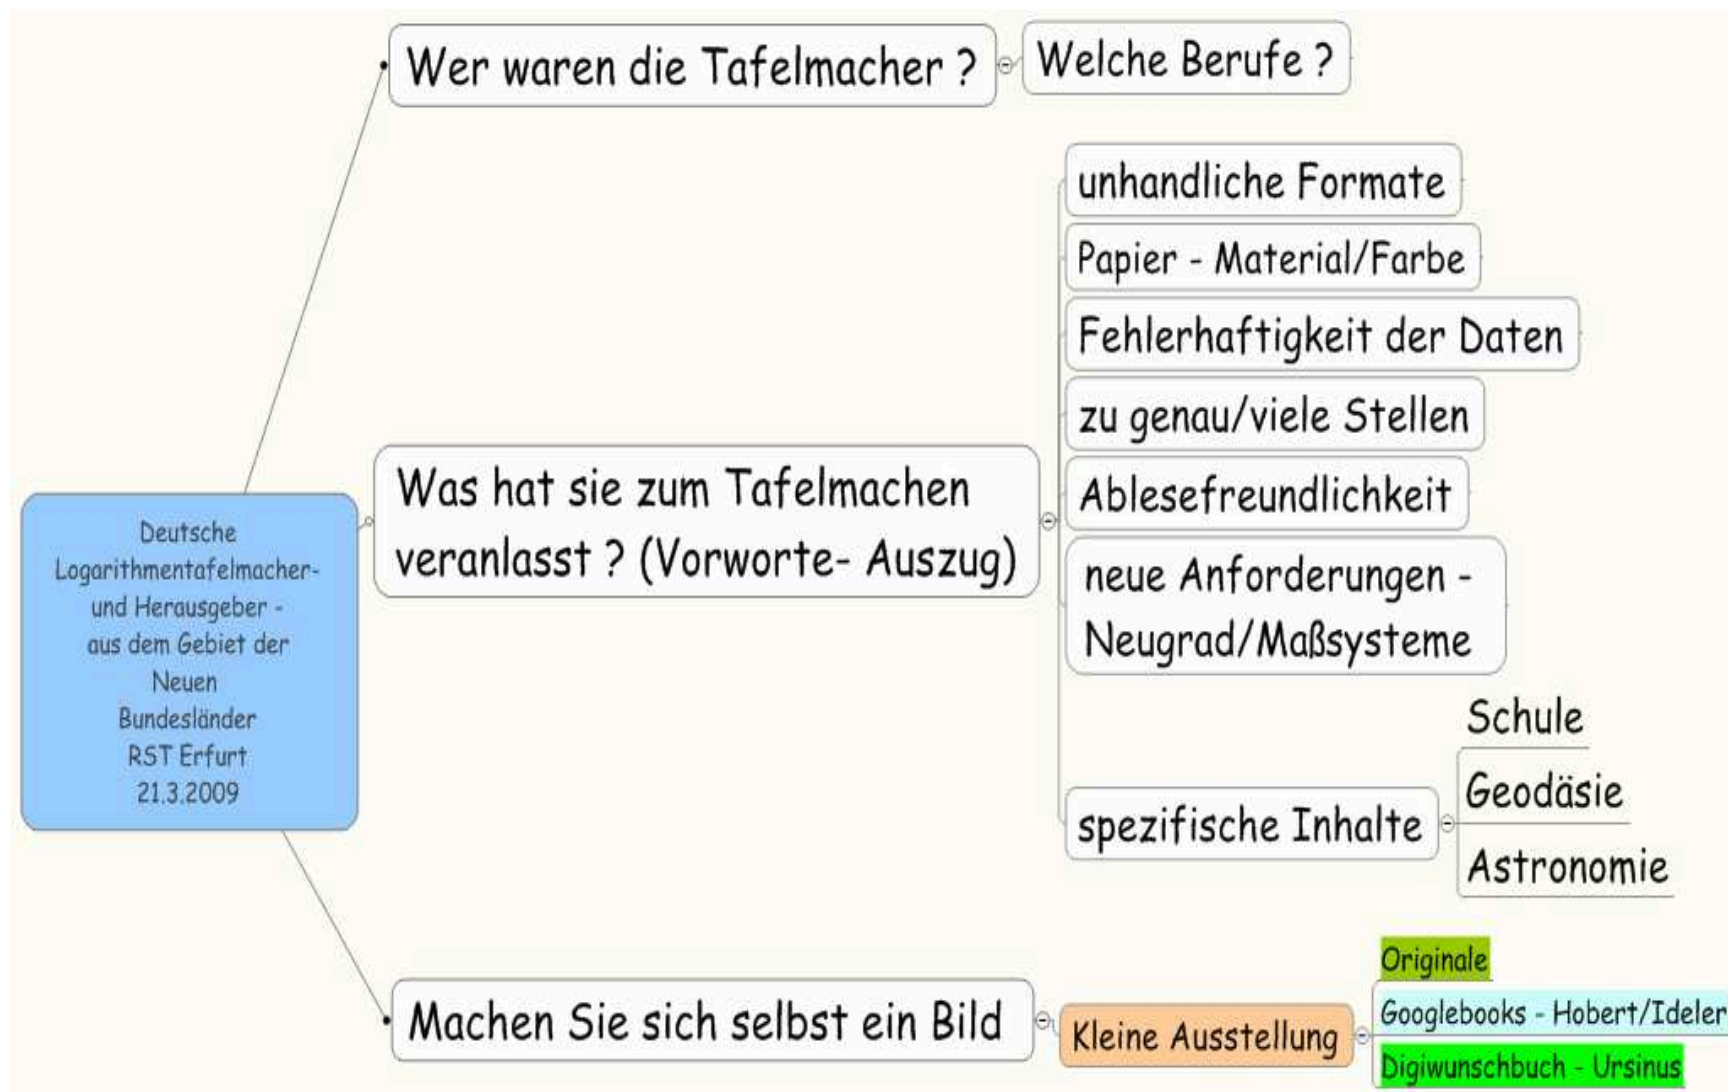 Deutsche
Logarithmentafelmacher-
und Herausgeber -
aus dem Gebiet der
Neuen
Bundesländer
RST Erfurt
21.3.2009
Wer waren die Tafelmacher ?
Welche Berufe ?
Was hat sie zum Tafelmachen
veranlasst ? (Vorworte- Auszug)
unhandliche Formate
Papier - Material/Farbe
Fehlerhaftigkeit der Daten
zu genau/viele Stellen
Ablesefreundlichkeit
neue Anforderungen -
Neugrad/Maßsysteme
spezifische Inhalte
Schule
Geodäsie
Astronomie
Machen Sie sich selbst ein Bild
Kleine Ausstellung
Originale
Googlebooks - Hobert/Ideler
Digiwunschbuch - Ursinus